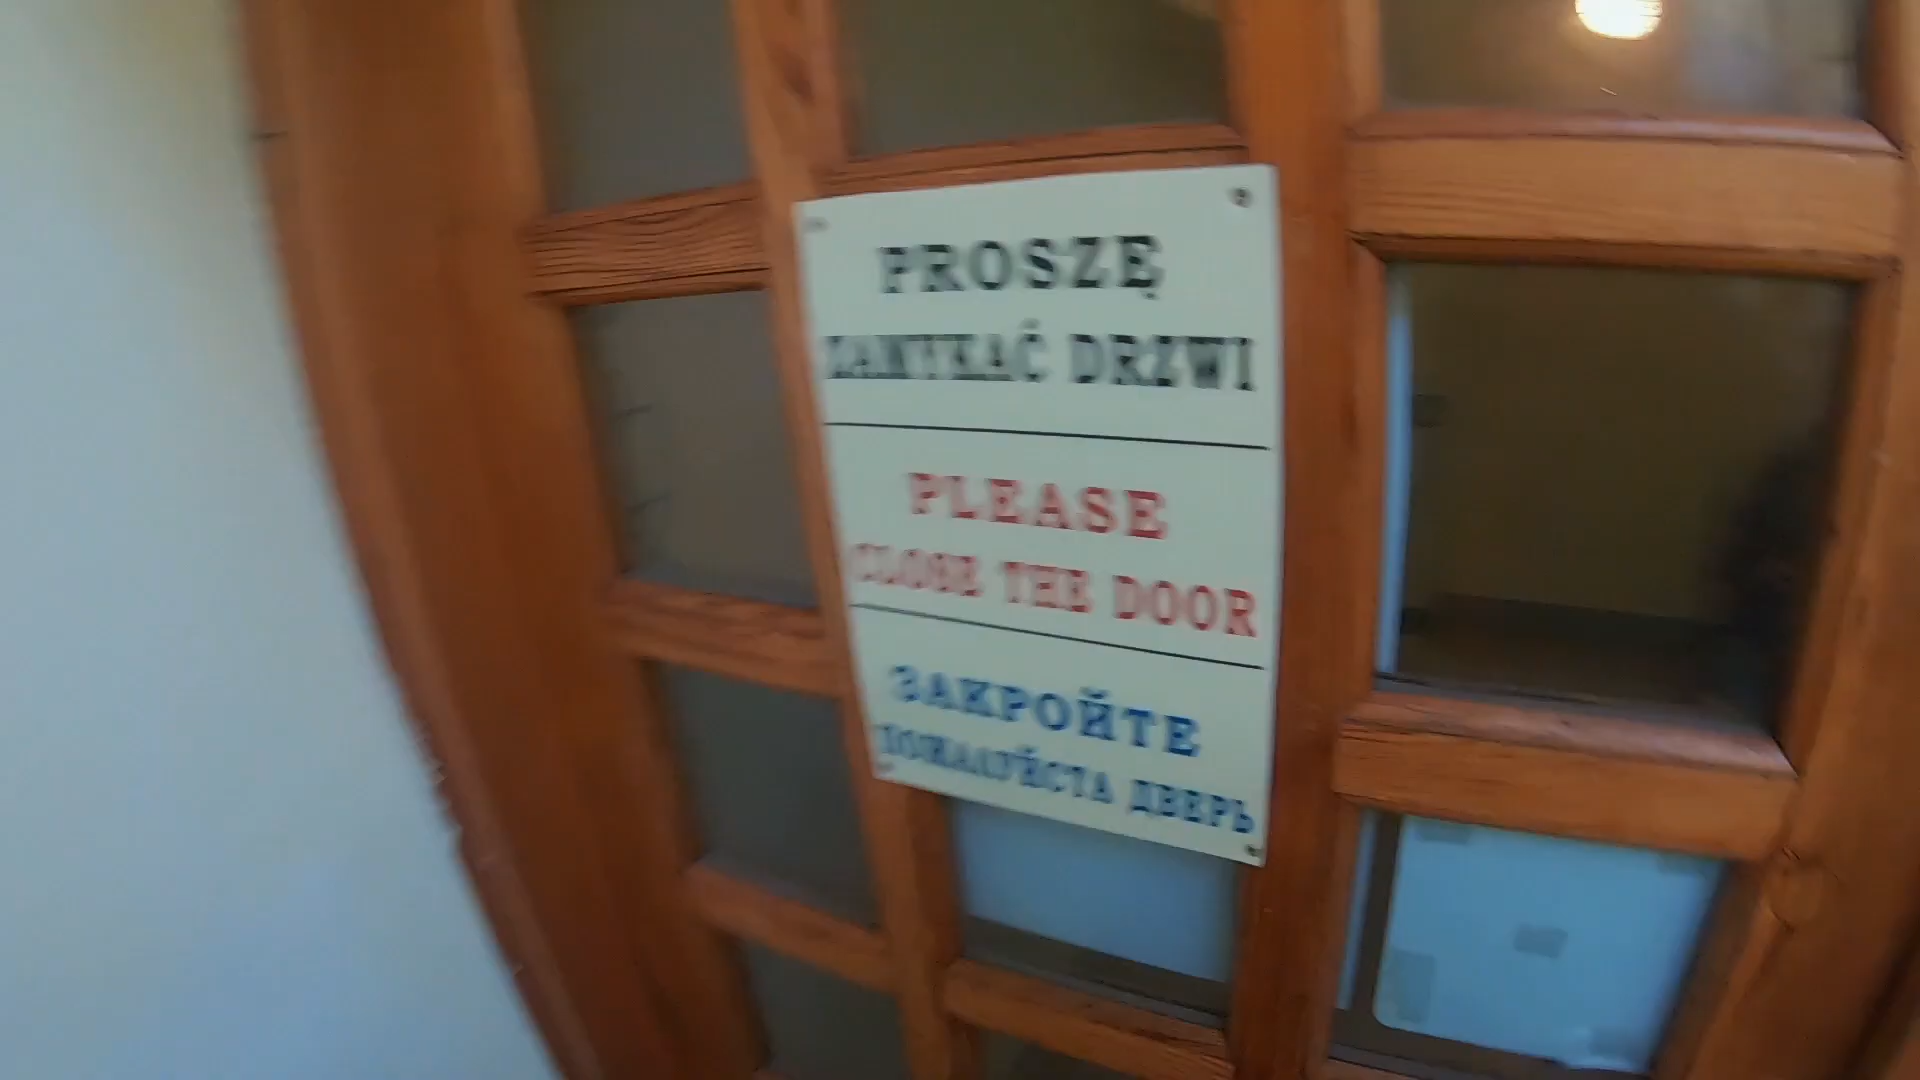 PROSZĘ
ZAMYKAĆ DRZWI
PLEASE
CLOSE THE DOOR
ЗАКРОЙТЕ
ПОЖАЛУЙСТА ДВЕРЬ